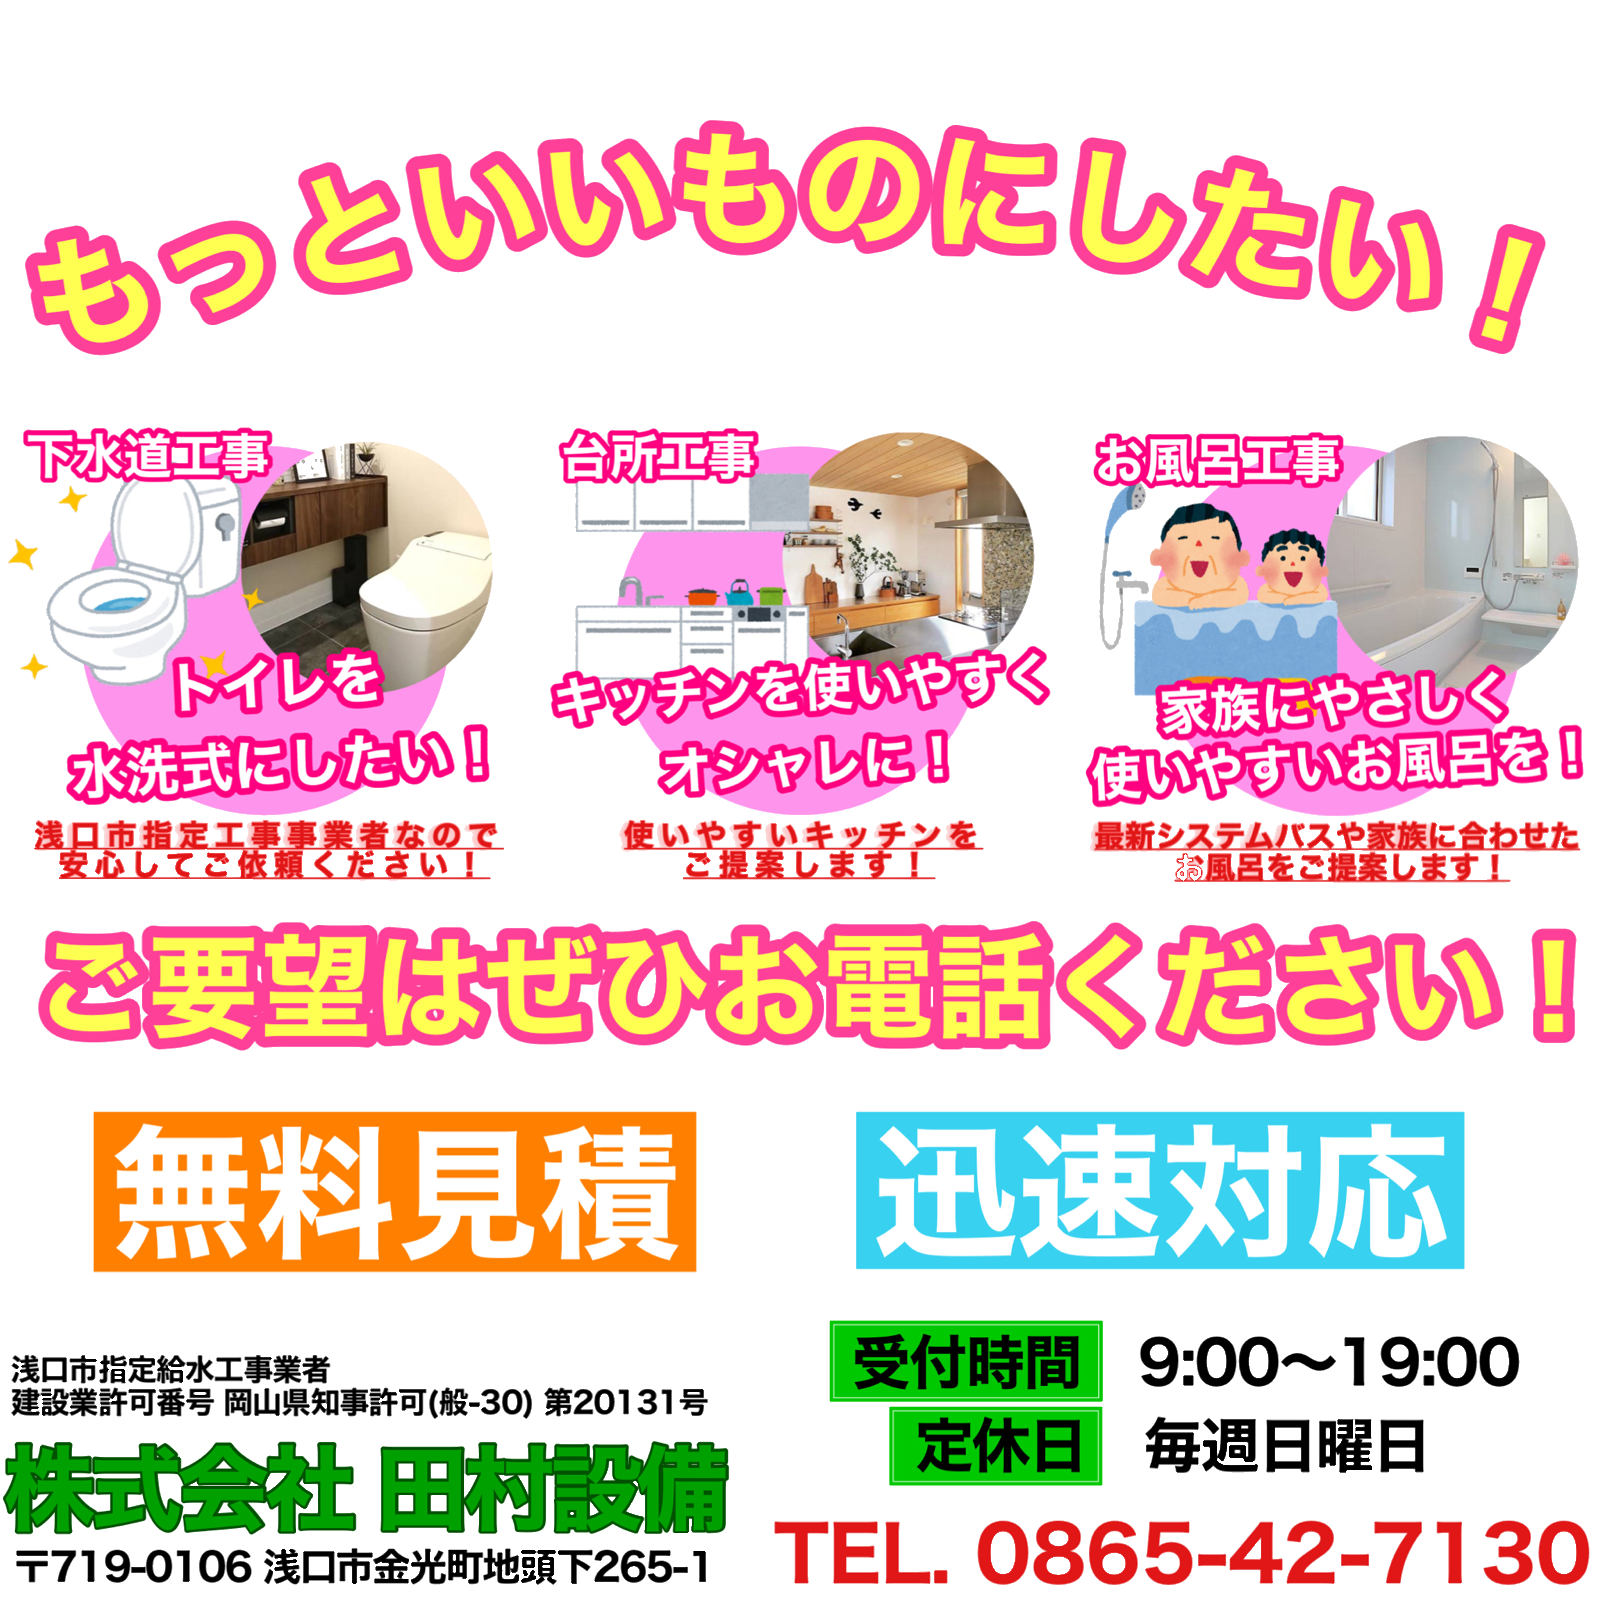 もっといいものにしたい！
下水道工事
トイレを
水洗式にしたい！
浅口市指定工事事業者なので
安心してご依頼ください！
台所工事
キッチンを使いやすく
オシャレに！
使いやすいキッチンを
ご提案します！
お風呂工事
家族にやさしく
使いやすいお風呂を！
最新システムバスや家族に合わせた
お風呂をご提案します！
ご要望はぜひお電話ください！
無料見積
迅速対応
浅口市指定給水工事業者
建設業許可番号 岡山県知事許可(般-30) 第20131号
株式会社 田村設備
〒719-0106 浅口市金光町地頭下265-1
受付時間 9:00〜19:00
定休日 毎週日曜日
TEL. 0865-42-7130